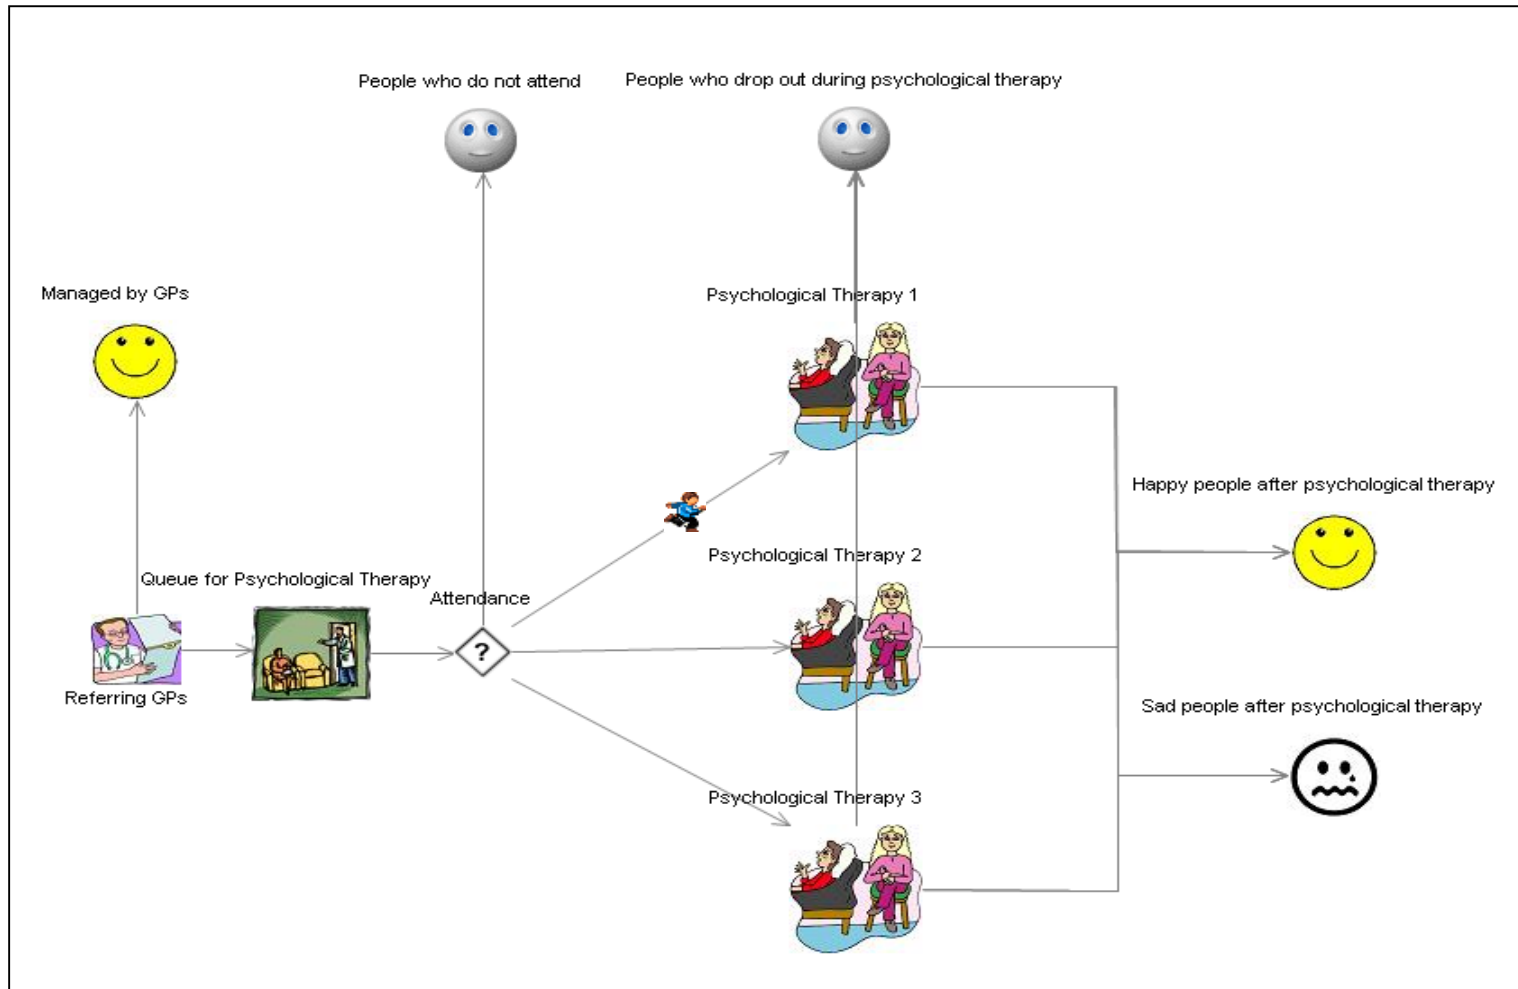 People who do not attend
People who drop out during psychological therapy
Managed by GPs
Psychological Therapy 1
Happy people after psychological therapy
Psychological Therapy 2
Queue for Psychological Therapy
Attendance
?
Referring GPs
Sad people after psychological therapy
Psychological Therapy 3